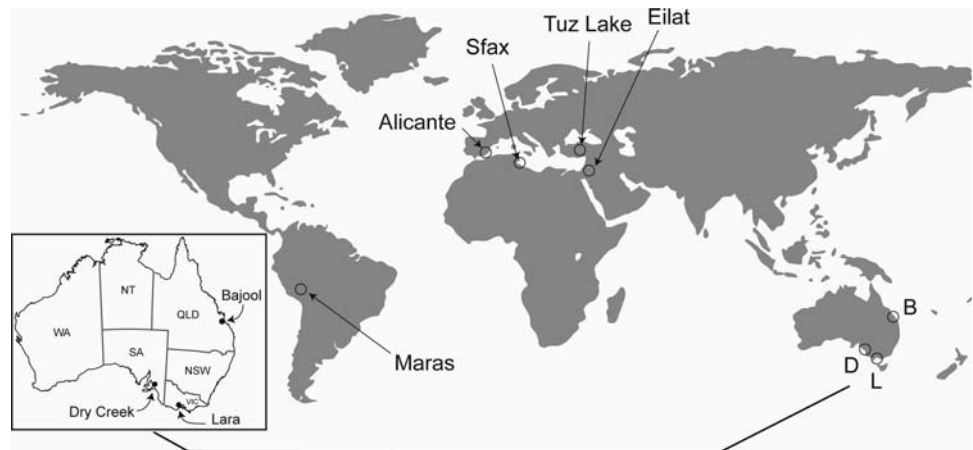 Tuz Lake
Eilat
Sfax
Alicante
Maras
B
D
L
NT
WA
QLD
Bajool
SA
NSW
VIC
Dry Creek
Lara